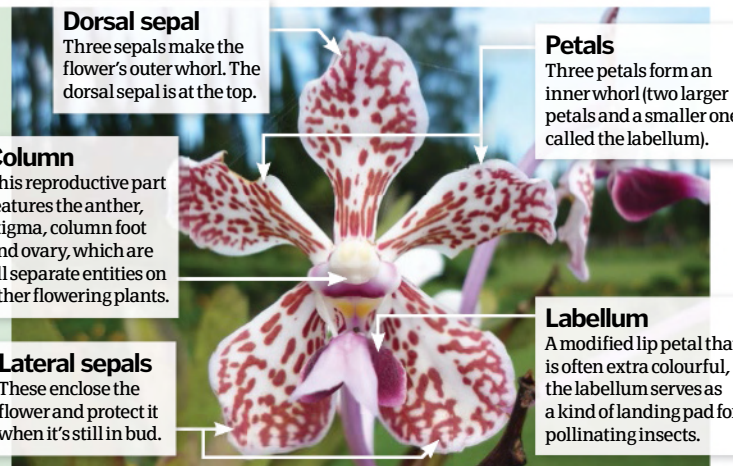 Dorsal sepal
Three sepals make the
flower's outer whorl. The
dorsal sepal is at the top.
Petals
Three petals form an
inner whorl (two larger
petals and a smaller one
called the labellum).
Column
his reproductive part
eatures the anther,
tigma, column foot
nd ovary, which are
ll separate entities on
ther flowering plants.
Labellum
A modified lip petal that
is often extra colourful,
the labellum serves as
a kind of landing pad for
pollinating insects.
Lateral sepals
These enclose the
flower and protect it
when it's still in bud.